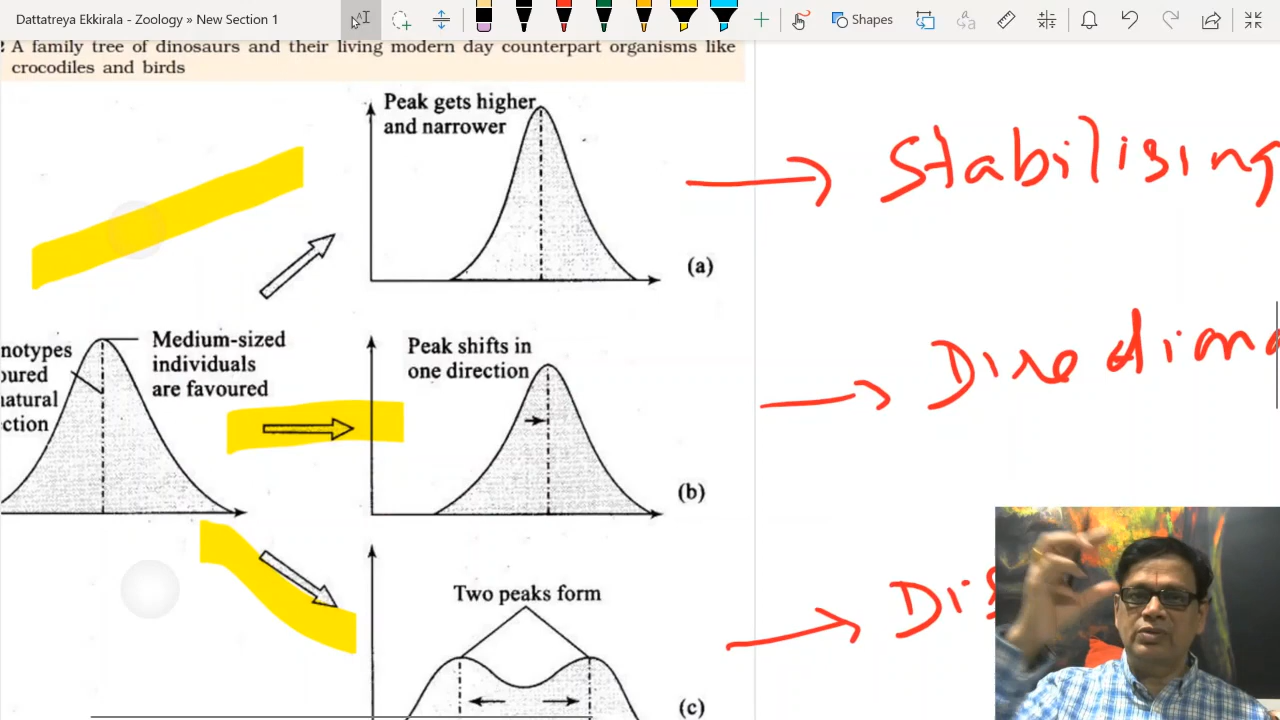 Dattatreya Ekkirala - Zoology » New Section 1
Shapes
A family tree of dinosaurs and their living modern day counterpart organisms like
crocodiles and birds
Peak gets higher
and narrower
Stabilising
(a)
Medium-sized
individuals
are favoured
notypes
oured
natural
ction
Peak shifts in
one direction
Directiona
(b)
Two peaks form
Dis
(c)